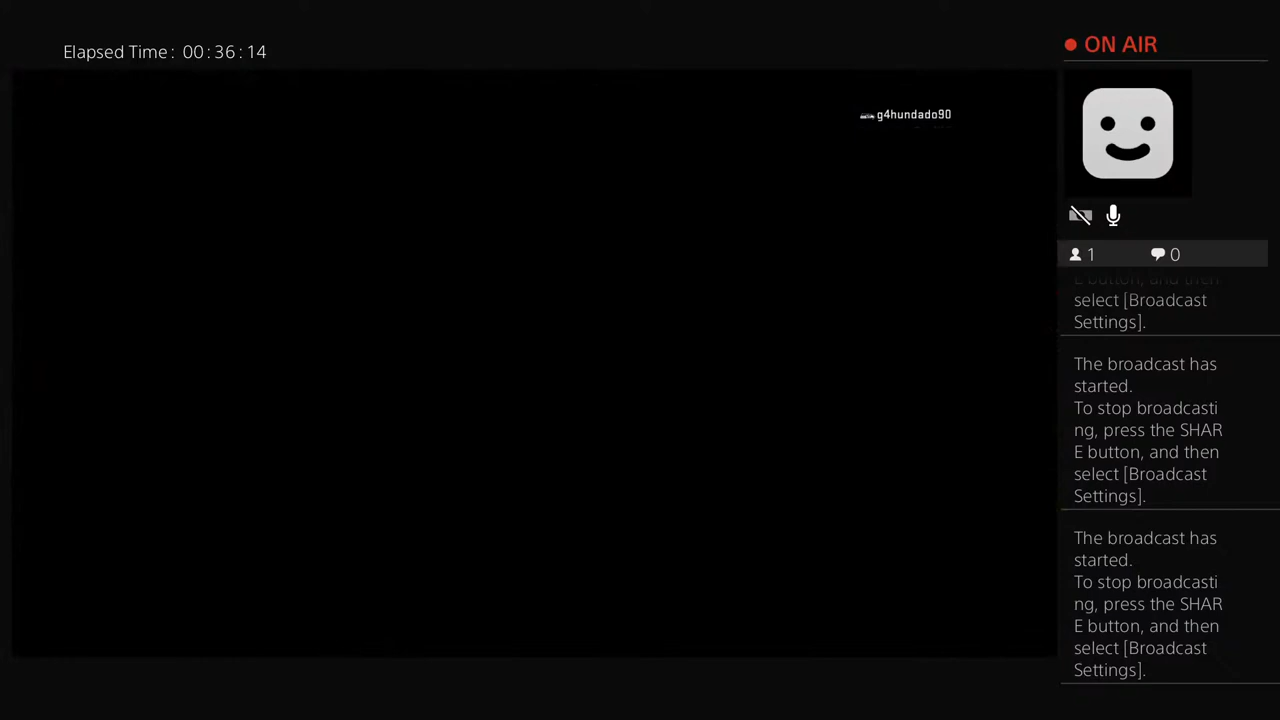 Elapsed Time: 00:36:14
ON AIR
g4hundado90
1 0
select [Broadcast
Settings].
The broadcast has
started.
To stop broadcasti
ng, press the SHAR
E button, and then
select [Broadcast
Settings].
The broadcast has
started.
To stop broadcasti
ng, press the SHAR
E button, and then
select [Broadcast
Settings].